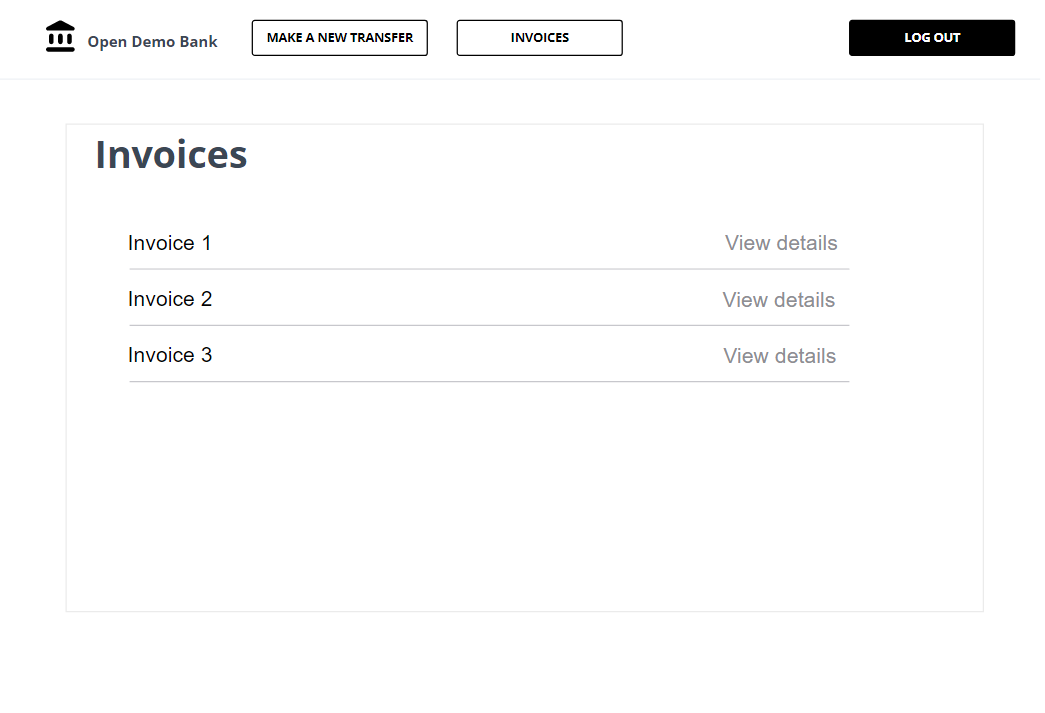 Open Demo Bank MAKE A NEW TRANSFER INVOICES LOG OUT
Invoices
Invoice 1 View details
Invoice 2 View details
Invoice 3 View details